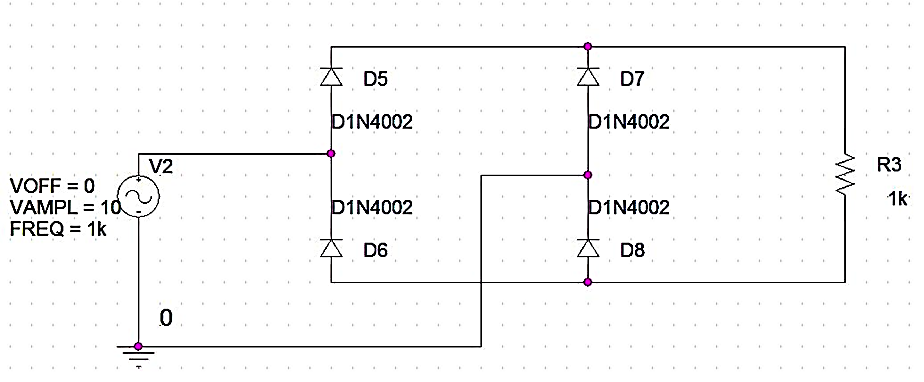 D5
D7
D1N4002
D1N4002
V2
R3
VOFF = 0
VAMPL = 10
FREQ = 1k
1k
D1N4002
D1N4002
D6
D8
0